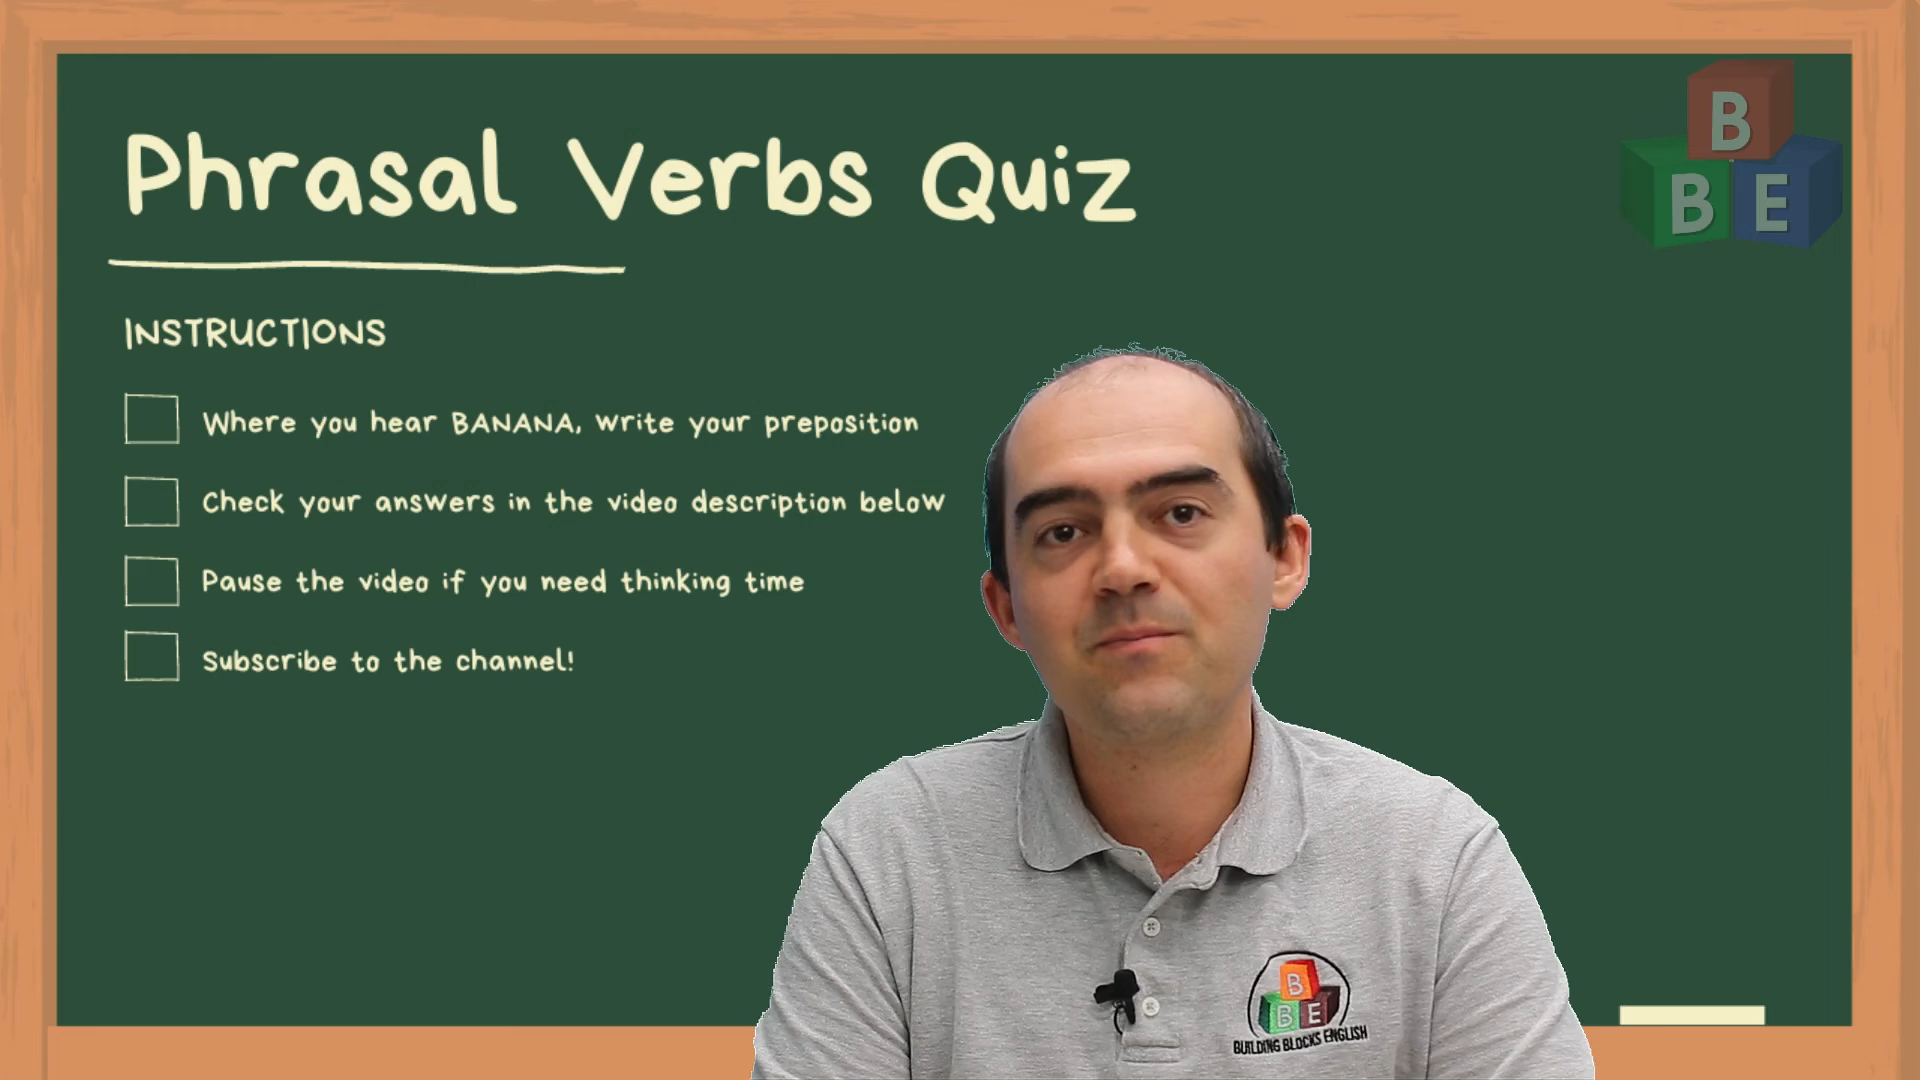 Phrasal Verbs Quiz
INSTRUCTIONS
Where you hear BANANA, write your preposition
Check your answers in the video description below
Pause the video if you need thinking time
Subscribe to the channel!
B
B E
B
B E
BUILDING BLOCKS ENGLISH